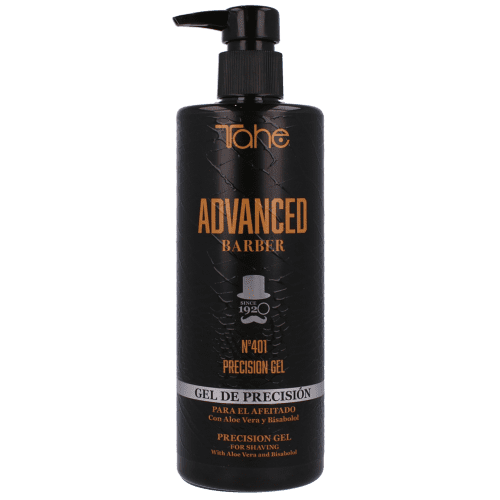 Tahe
ADVANCED
BARBER
SINCE
1920
Nº401
PRECISION GEL
GEL DE PRECISIÓN
PARA EL AFEITADO
Con Aloe Vera y Bisabolol
PRECISION GEL
FOR SHAVING
With Aloe Vera and Bisabolol